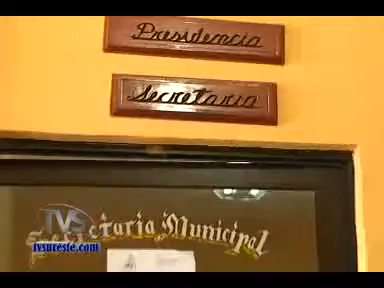 Presidencia
Secretaria
Secretaria Municipal
TVS
tvsureste.com